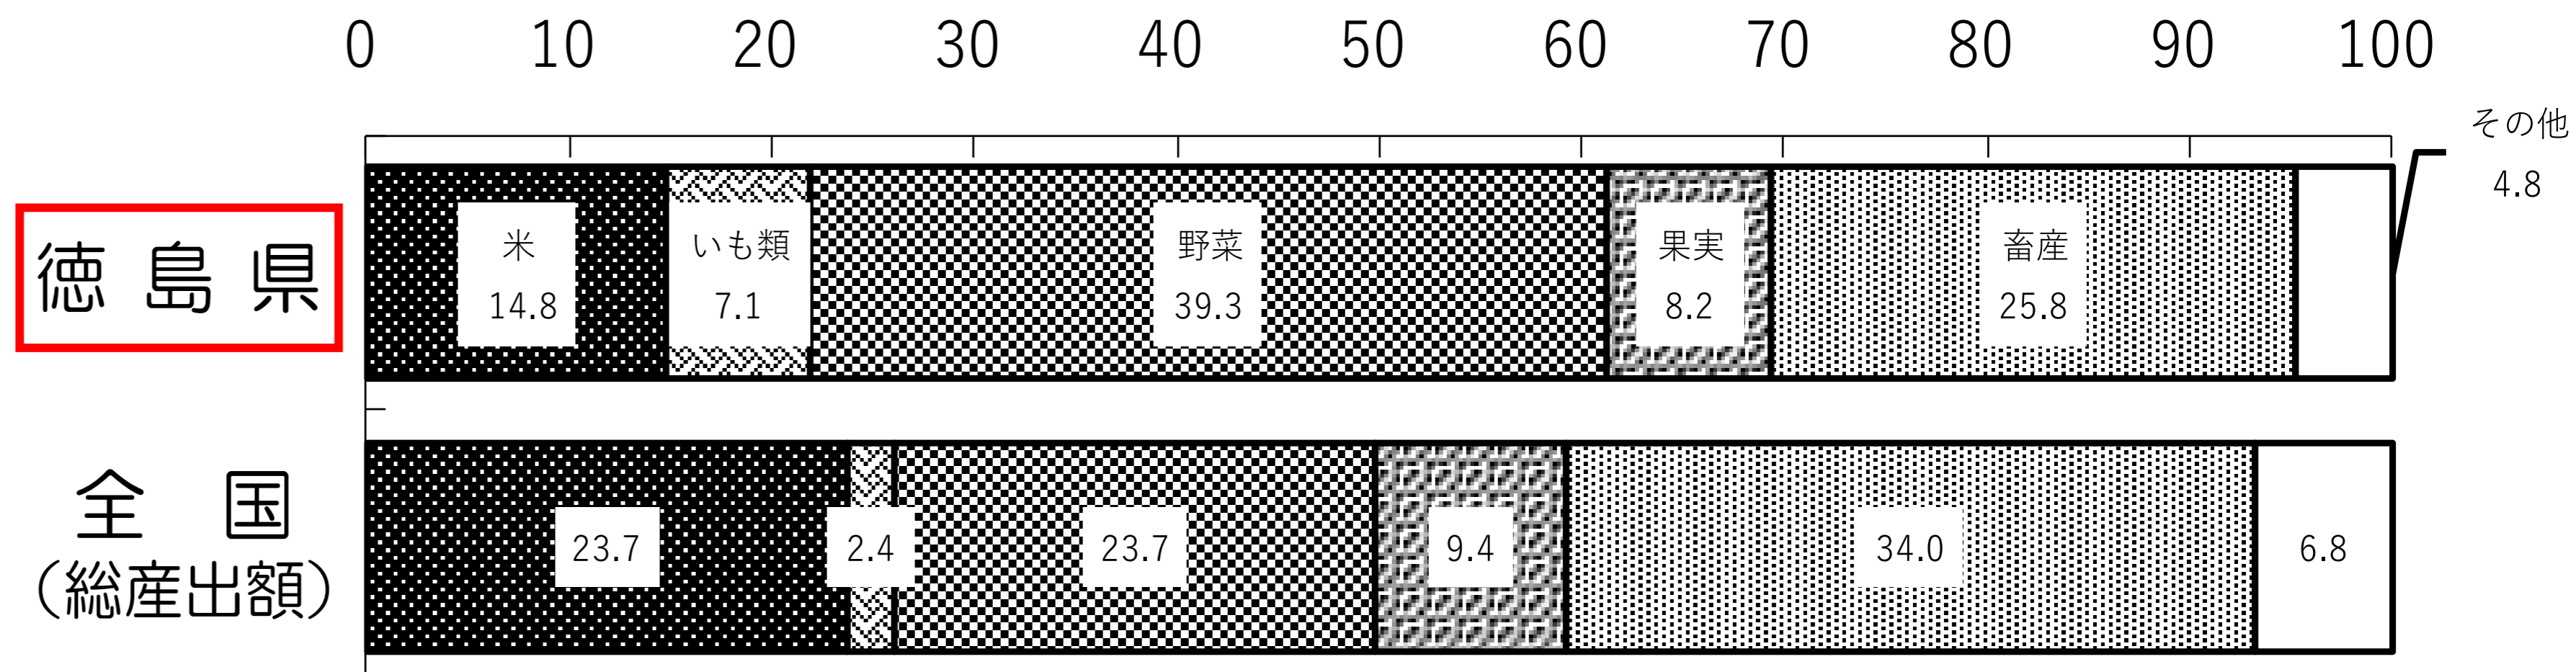 0 10 20 30 40 50 60 70 80 90 100
その他
4.8
徳島県
米 いも類 野菜 果実 畜産
14.8 7.1 39.3 8.2 25.8
全国
（総産出額）
23.7 2.4 23.7 9.4 34.0 6.8